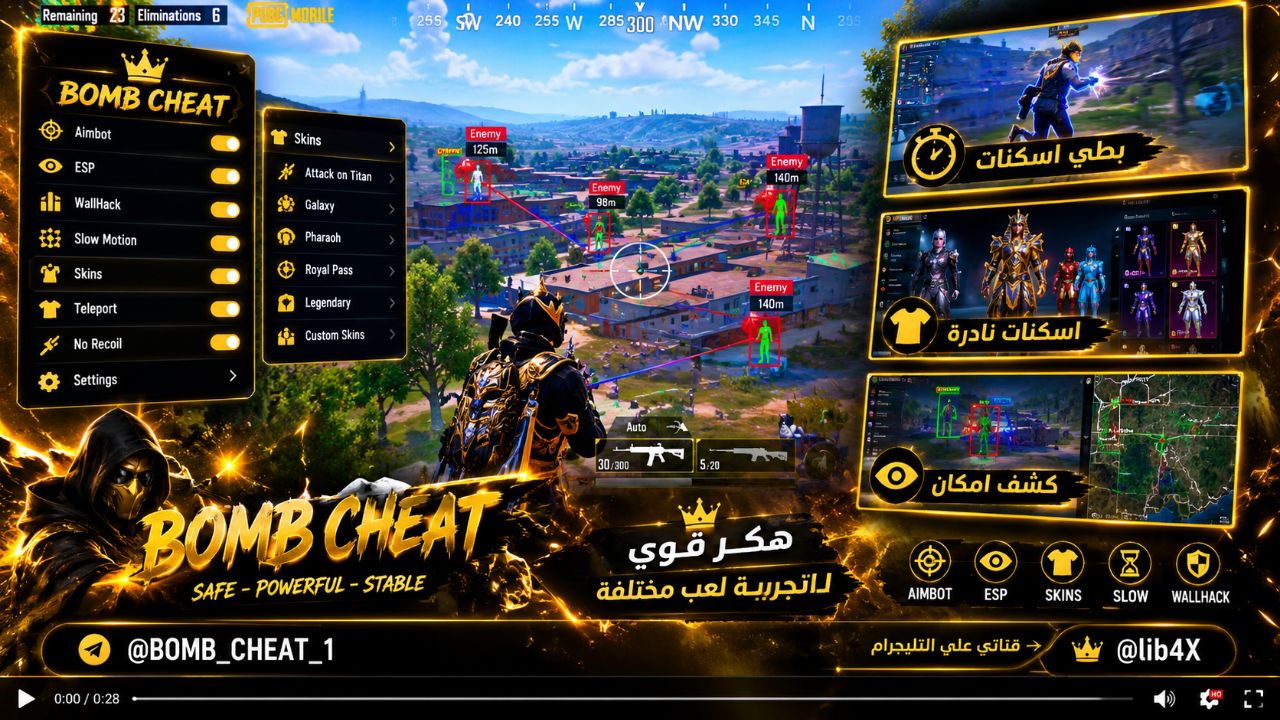 Remaining 23 Eliminations 6
PUBG MOBILE
265 SW 240 255 W 285 300 NW 330 345 N
BOMB CHEAT
Aimbot
ESP
WallHack
Slow Motion
Skins
Teleport
No Recoil
Settings
Skins
Attack on Titan
Galaxy
Pharaoh
Royal Pass
Legendary
Custom Skins
Enemy
125m
Enemy
98m
Enemy
140m
Enemy
140m
Auto
30/300
5/20
بطي اسكنات
اسكنات نادرة
كشف امكان
BOMB CHEAT
SAFE - POWERFUL - STABLE
هكر قوي
لتجربية لعب مختلفة
AIMBOT
ESP
SKINS
SLOW
WALLHACK
@BOMB_CHEAT_1
قناتي علي التليجرام →
@lib4X
0:00 / 0:28
HD